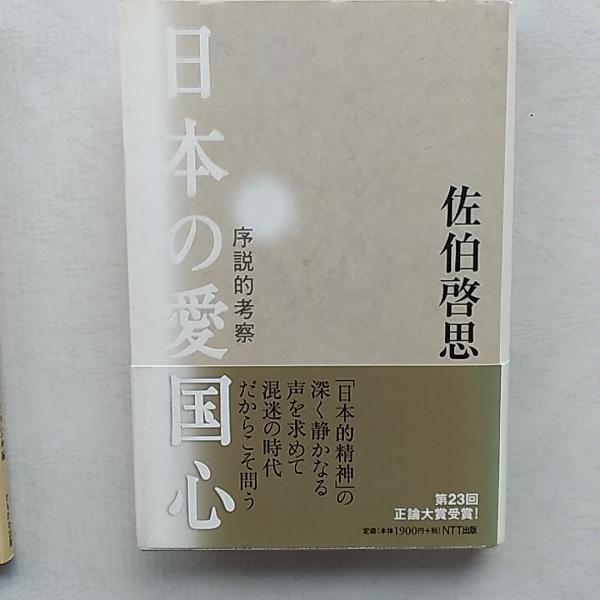 佐伯啓思
日本の愛国心
序説的考察
「日本的精神」の
深く静かなる
声を求めて
混迷の時代
だからこそ問う
第23回
正論大賞受賞!
定価(本体1900円+税) NTT出版